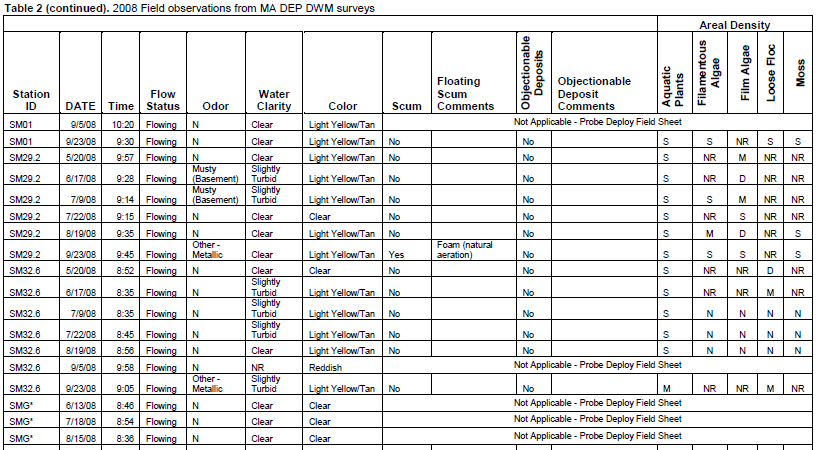 Table 2 (continued). 2008 Field observations from MA DEP DWM surveys
Areal Density
Station ID DATE Time Flow Status Odor Water Clarity Color Scum Floating Scum Comments Objectionable Deposits Objectionable Deposit Comments Aquatic Plants Filamentous Algae Film Algae Loose Floc Moss
SM01 9/5/08 10:20 Flowing N Clear Light Yellow/Tan Not Applicable - Probe Deploy Field Sheet
SM01 9/23/08 9:30 Flowing N Clear Light Yellow/Tan No No S S NR S S
SM29.2 5/20/08 9:57 Flowing N Clear Light Yellow/Tan No No S NR M NR NR
SM29.2 6/17/08 9:28 Flowing Musty (Basement) Slightly Turbid Light Yellow/Tan No No S NR D NR NR
SM29.2 7/9/08 9:14 Flowing Musty (Basement) Slightly Turbid Light Yellow/Tan No No S S M NR NR
SM29.2 7/22/08 9:15 Flowing N Clear Clear No No S NR S NR NR
SM29.2 8/19/08 9:35 Flowing N Clear Light Yellow/Tan No No S M D NR S
SM29.2 9/23/08 9:45 Flowing Other - Metallic Clear Light Yellow/Tan Yes Foam (natural aeration) No S S S NR S
SM32.6 5/20/08 8:52 Flowing N Clear Clear No No S NR NR D NR
SM32.6 6/17/08 8:35 Flowing N Slightly Turbid Light Yellow/Tan No No S NR NR M NR
SM32.6 7/9/08 8:35 Flowing N Slightly Turbid Light Yellow/Tan No No S N N N N
SM32.6 7/22/08 8:45 Flowing N Slightly Turbid Light Yellow/Tan No No S N N N N
SM32.6 8/19/08 8:56 Flowing N Clear Light Yellow/Tan No No S N N N N
SM32.6 9/5/08 9:58 Flowing N NR Reddish Not Applicable - Probe Deploy Field Sheet
SM32.6 9/23/08 9:05 Flowing Other - Metallic Slightly Turbid Light Yellow/Tan No No M NR NR M NR
SMG* 6/13/08 8:46 Flowing N Clear Clear Not Applicable - Probe Deploy Field Sheet
SMG* 7/18/08 8:54 Flowing N Clear Clear Not Applicable - Probe Deploy Field Sheet
SMG* 8/15/08 8:36 Flowing N Clear Clear Not Applicable - Probe Deploy Field Sheet